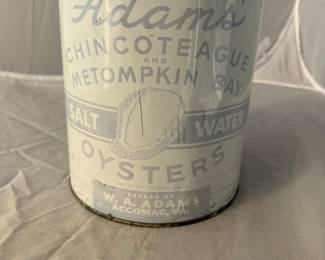 Adams'
CHINCOTEAGUE
AND
METOMPKIN BAY
SALT WATER
OYSTERS
PACKED BY
W. A. ADAMS
ACCOMAC, VA.